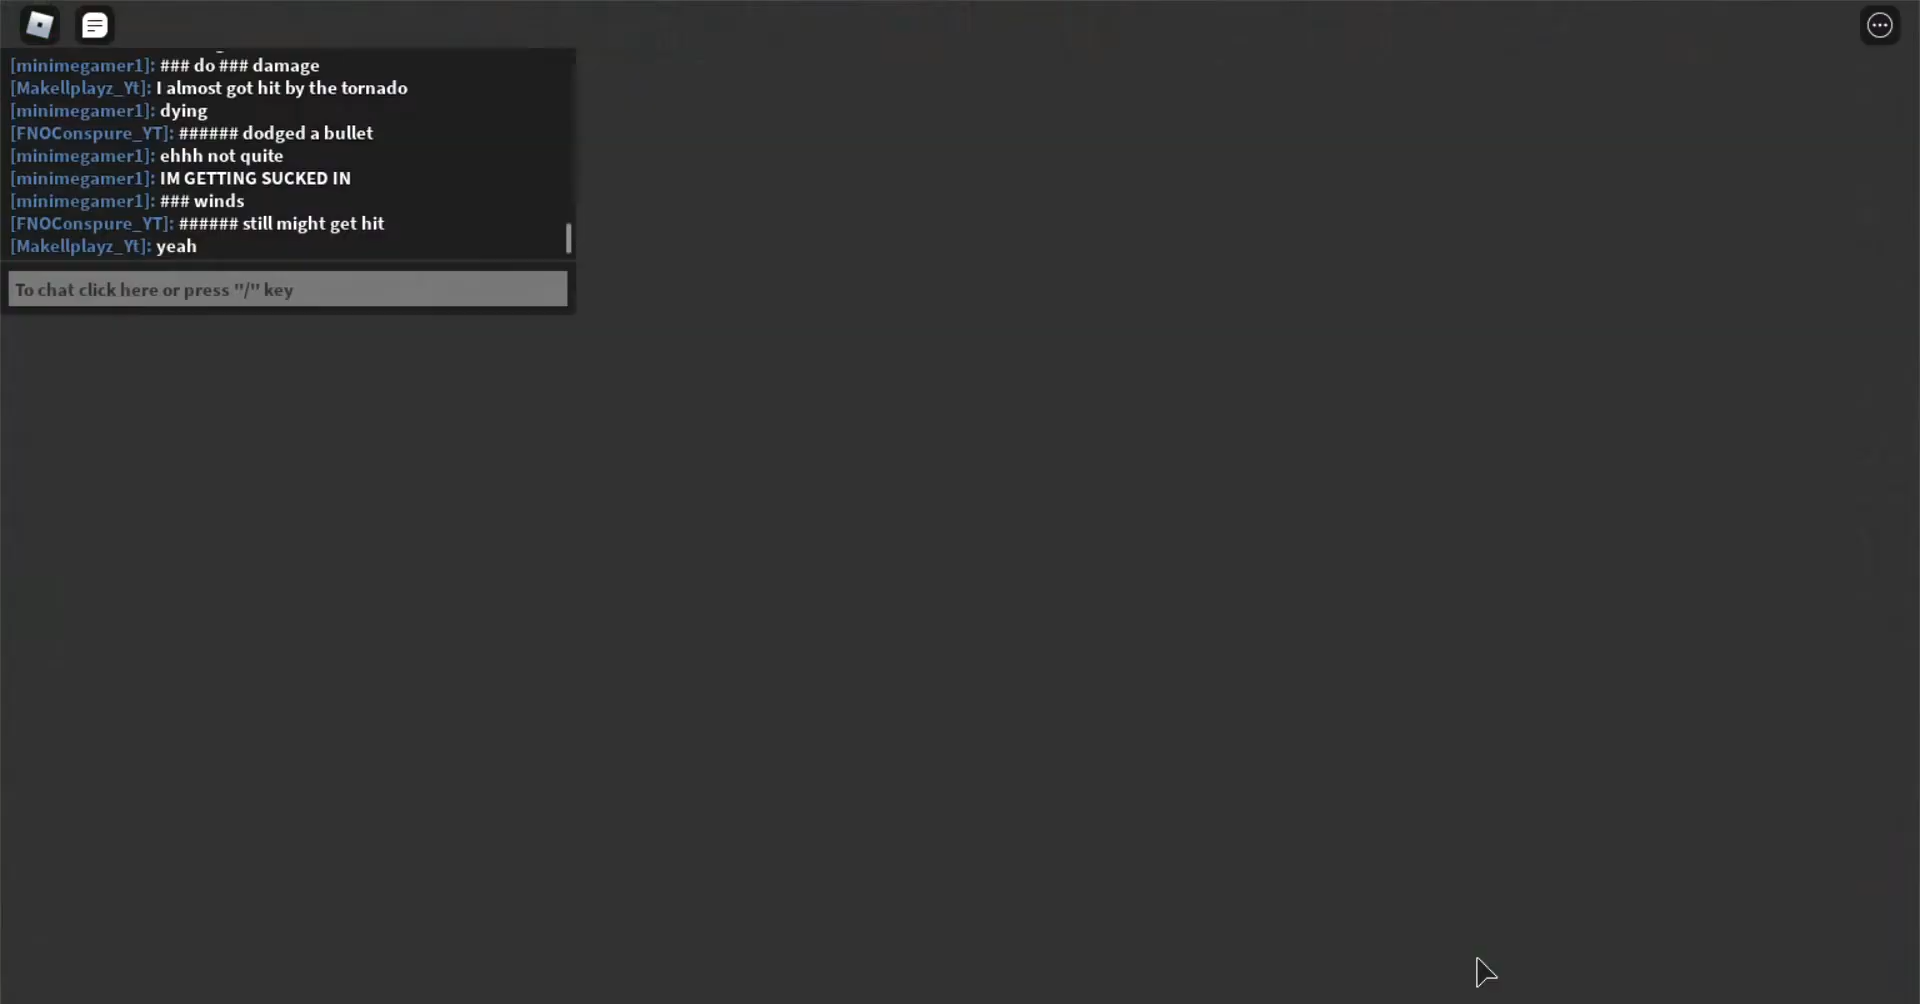 [minimegamer1]: ### do ### damage
[Makellplayz_Yt]: I almost got hit by the tornado
[minimegamer1]: dying
[FNOConspure_YT]: ###### dodged a bullet
[minimegamer1]: ehhh not quite
[minimegamer1]: IM GETTING SUCKED IN
[minimegamer1]: ### winds
[FNOConspure_YT]: ###### still might get hit
[Makellplayz_Yt]: yeah
To chat click here or press "/" key